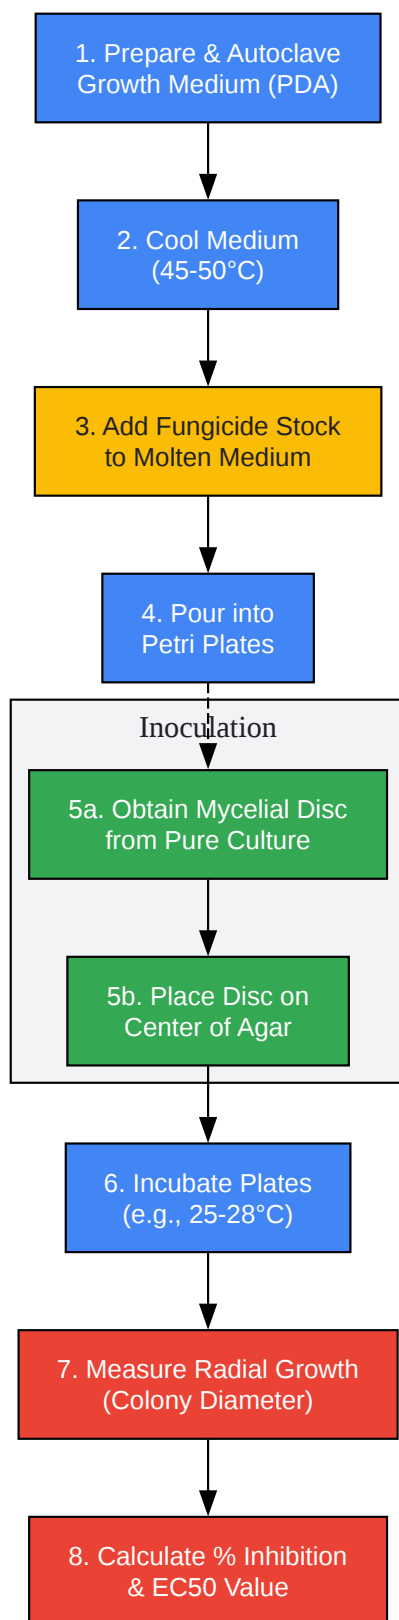 1. Prepare & Autoclave
Growth Medium (PDA)
2. Cool Medium
(45-50°C)
3. Add Fungicide Stock
to Molten Medium
4. Pour into
Petri Plates
Inoculation
5a. Obtain Mycelial Disc
from Pure Culture
5b. Place Disc on
Center of Agar
6. Incubate Plates
(e.g., 25-28°C)
7. Measure Radial Growth
(Colony Diameter)
8. Calculate % Inhibition
& EC50 Value